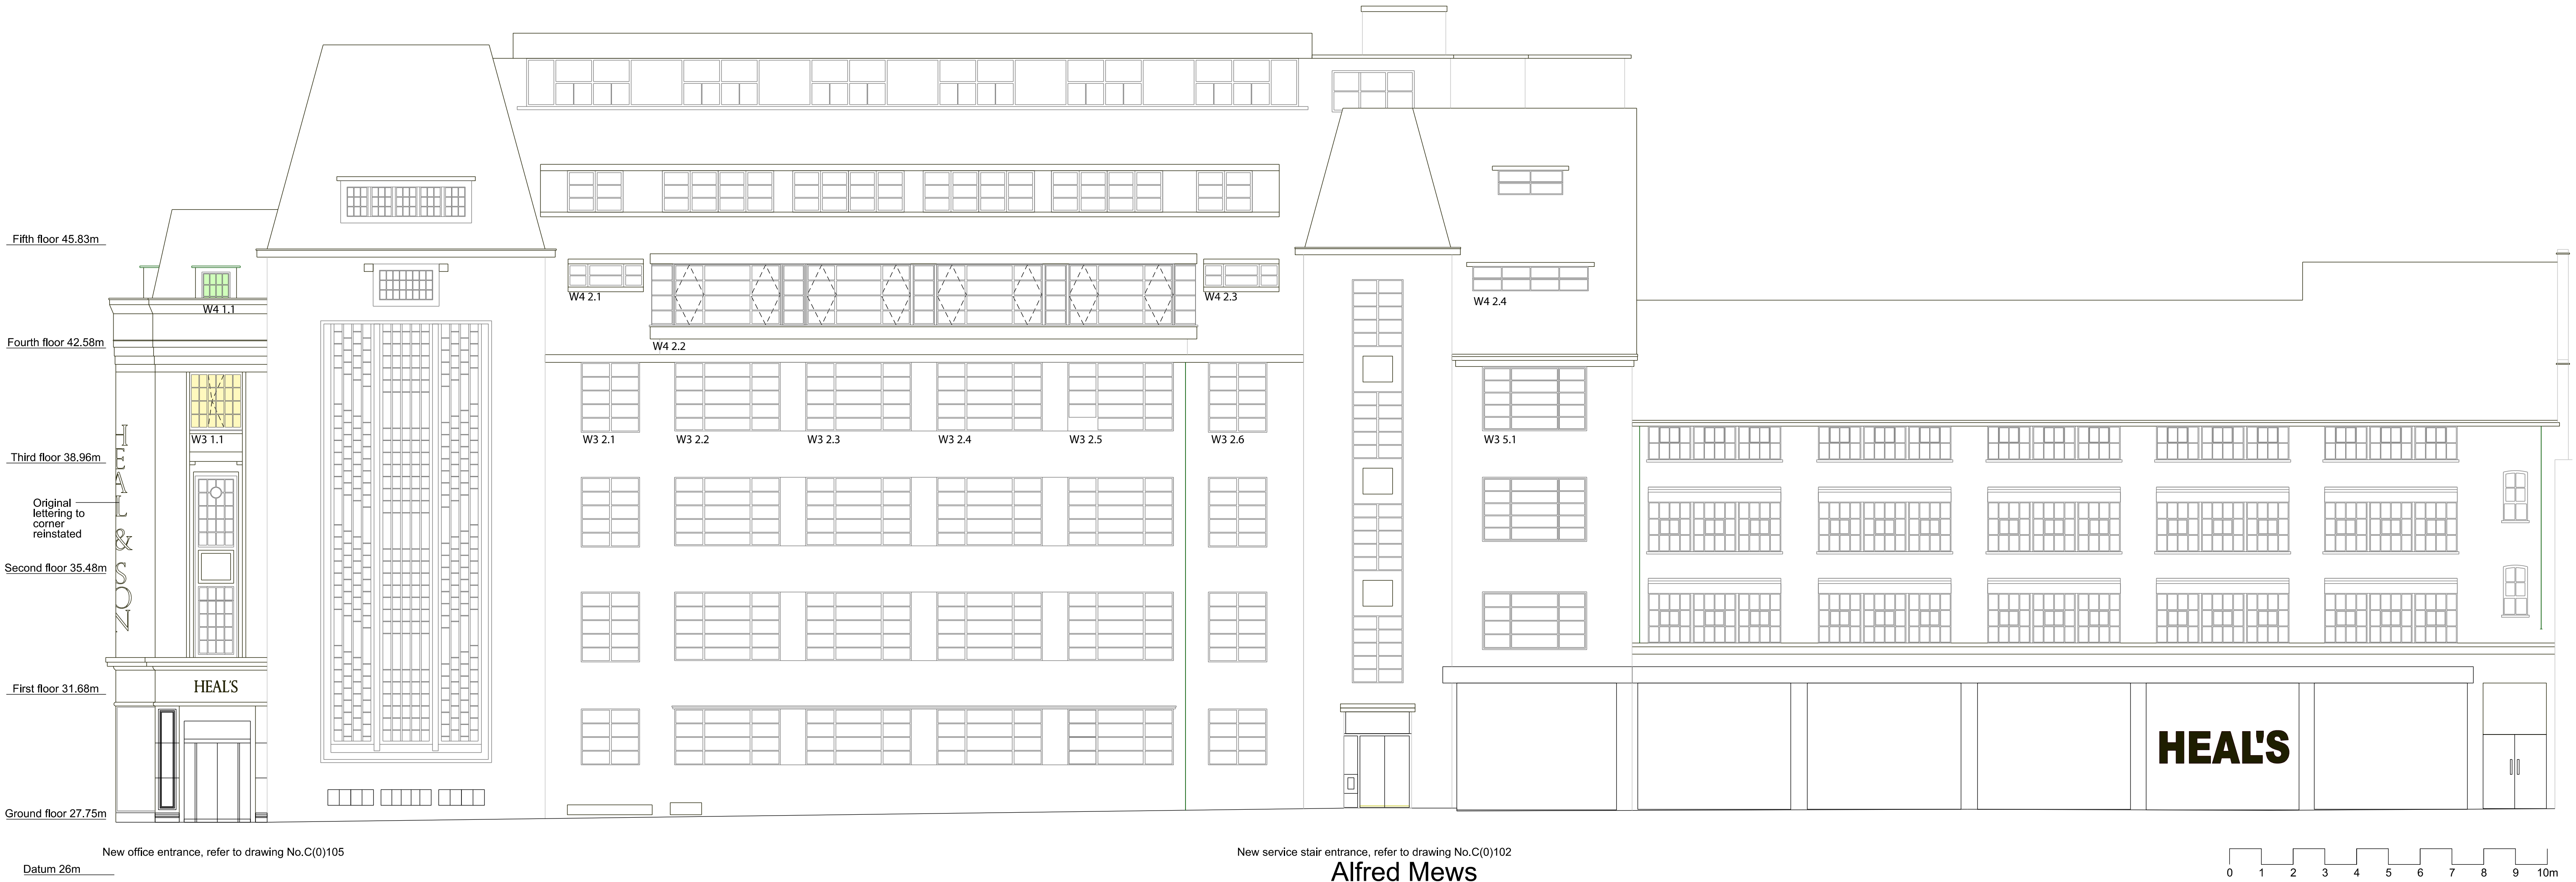 Fifth floor 45.83m
W4 1.1
W4 2.1
W4 2.3
W4 2.4
Fourth floor 42.58m
W4 2.2
W3 1.1
W3 2.1
W3 2.2
W3 2.3
W3 2.4
W3 2.5
W3 2.6
W3 5.1
Third floor 38.96m
HEAL & SON
Original
lettering to
corner
reinstated
Second floor 35.48m
First floor 31.68m
HEAL'S
HEAL'S
Ground floor 27.75m
New office entrance, refer to drawing No.C(0)105
New service stair entrance, refer to drawing No.C(0)102
Datum 26m
Alfred Mews
0 1 2 3 4 5 6 7 8 9 10m